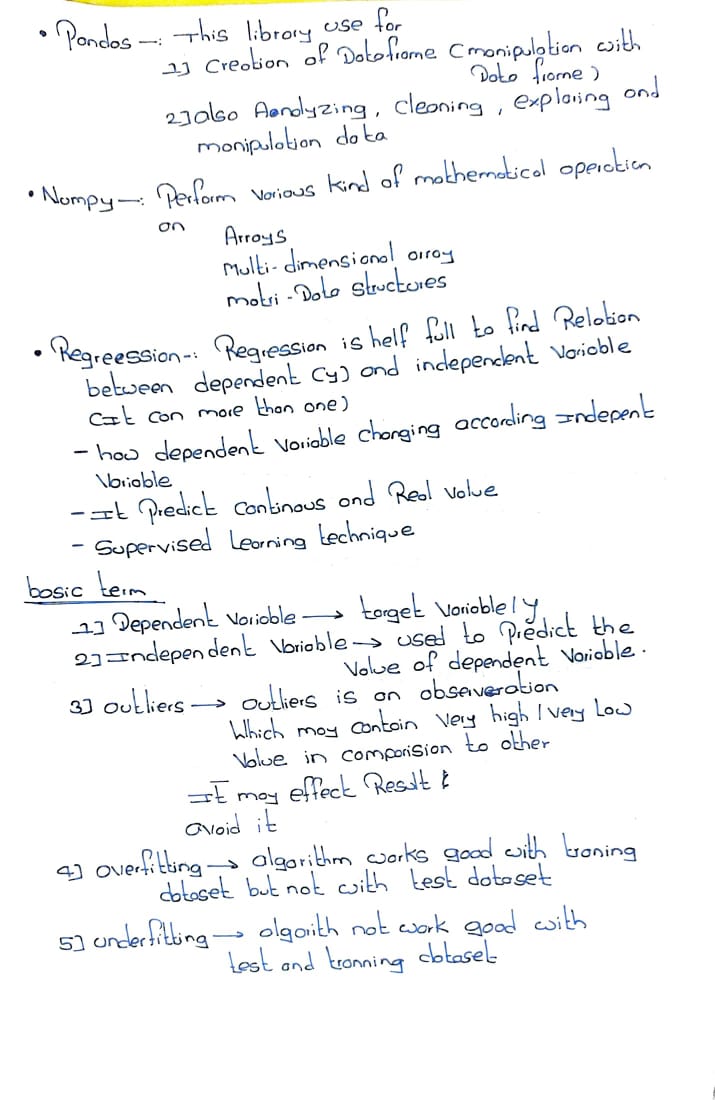 • Pandas -: This library use for
1] Creation of Dataframe (manipulation with
Data frame)
2] also Aanalyzing, cleaning, exploring and
manipulation data
• Numpy -: Perform various kind of mathematical operation
on
Arrays
Multi-dimensional array
matri-Data structures
• Regreession -: Regression is helf full to find Relation
between dependent (y) and independent Variable
(It can more than one)
- how dependent Variable changing according Indepent
Variable
- It Predict Continous and Real value
- Supervised Learning technique
basic term
1] Dependent Variable → target Variable / y
2] Independent Variable → used to Predict the
Value of dependent Variable.
3] outliers → outliers is an obseiveration
Which may contain very high / very Low
Value in comparision to other
- It may effect Result &
avoid it
4] overfitting → algorithm works good with traning
dataset but not with test dataset
5] underfitting → algorith not work good with
test and tranning dataset